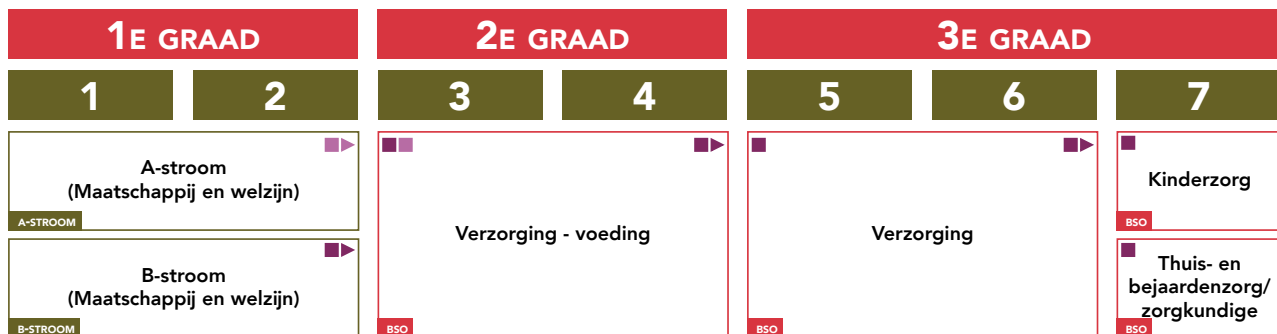 1E GRAAD
2E GRAAD
3E GRAAD
1
2
3
4
5
6
7
A-stroom
(Maatschappij en welzijn)
A-STROOM
B-stroom
(Maatschappij en welzijn)
B-STROOM
Verzorging - voeding
BSO
Verzorging
BSO
Kinderzorg
BSO
Thuis- en
bejaardenzorg/
zorgkundige
BSO